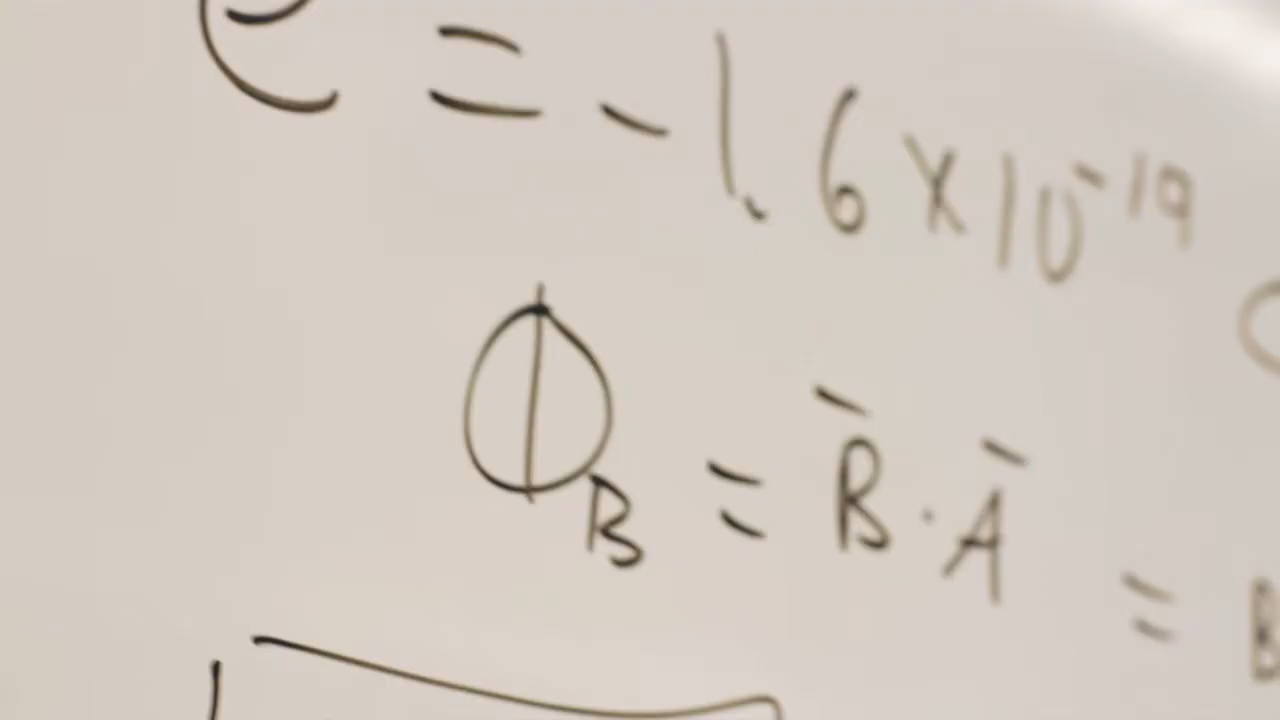 e = -1.6 x 10⁻¹⁹ C
Φ_B = B̄ · Ā = B